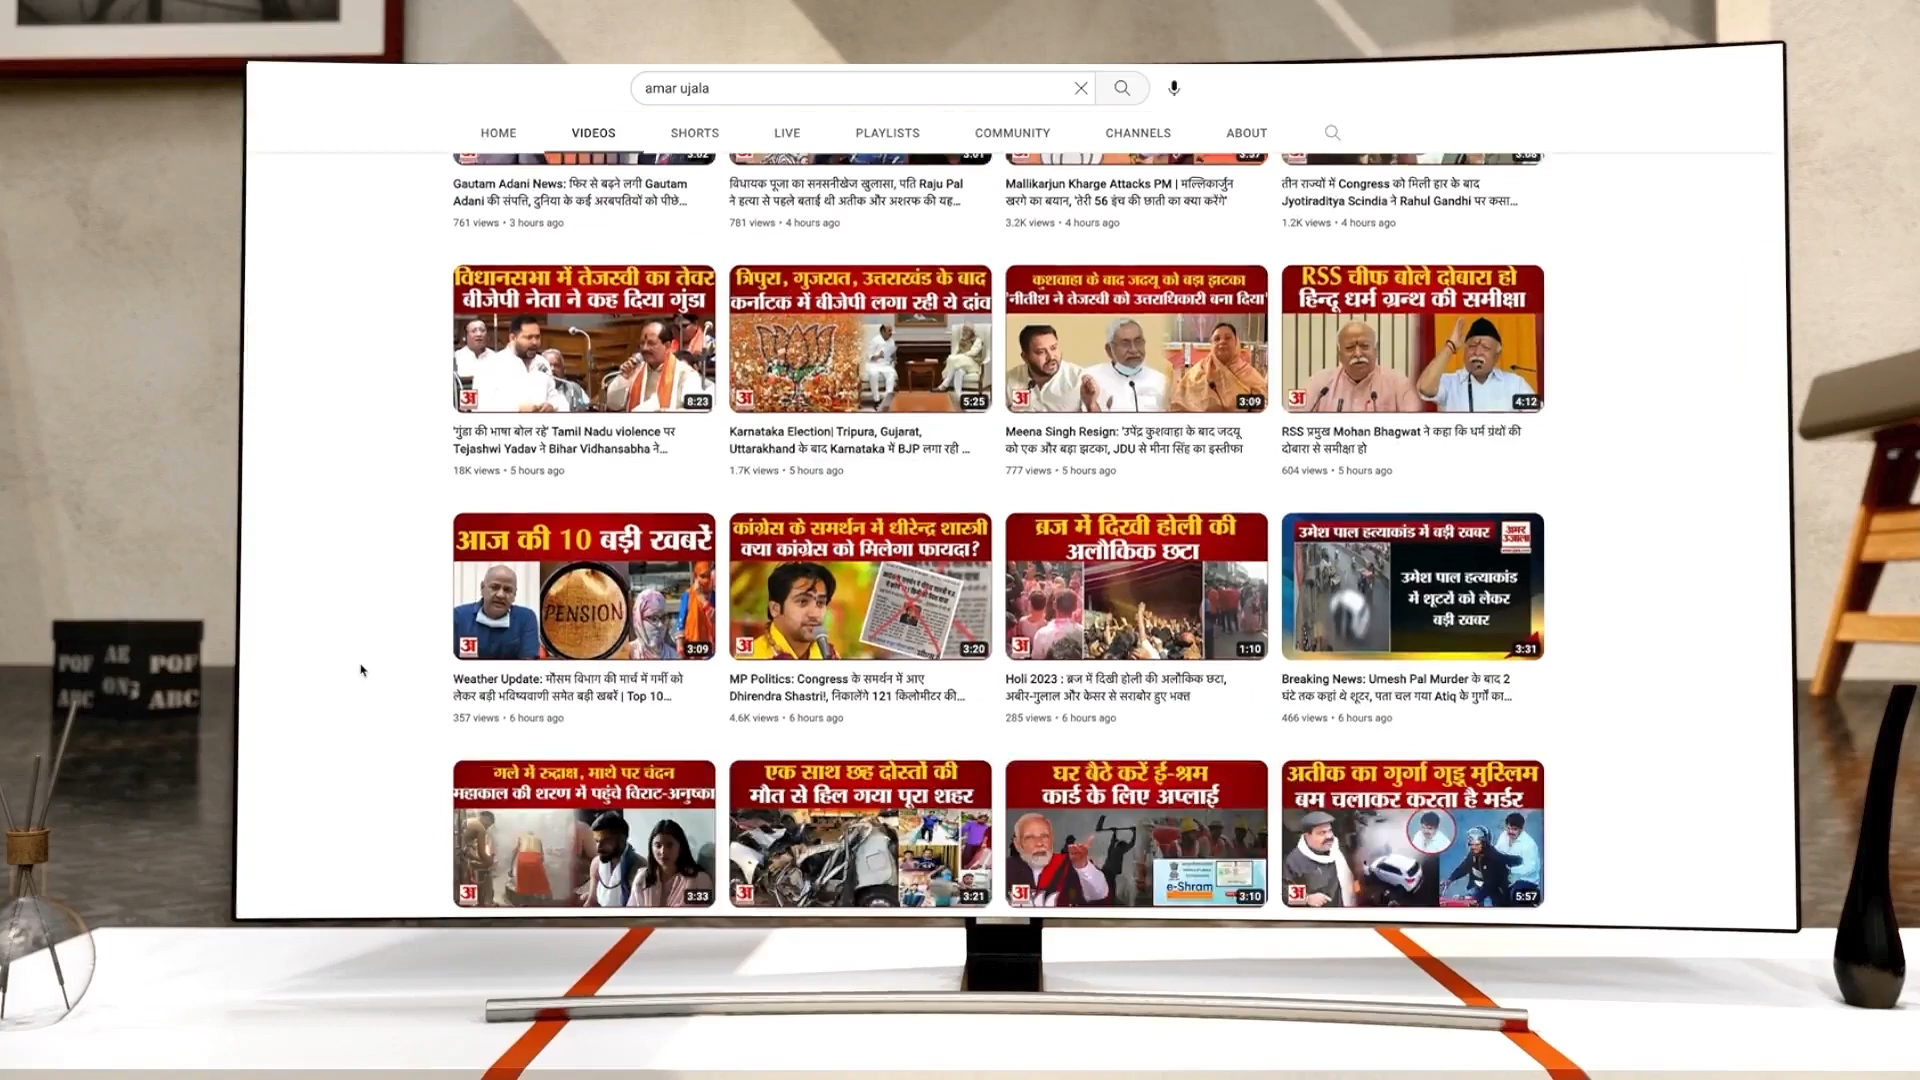 amar ujala
HOME VIDEOS SHORTS LIVE PLAYLISTS COMMUNITY CHANNELS ABOUT
3:02
3:01
3:37
3:08
Gautam Adani News: फिर से बढ़ने लगी Gautam
Adani की संपत्ति, दुनिया के कई अरबपतियों को पीछे...
761 views • 3 hours ago
विधायक पूजा का सनसनीखेज खुलासा, पति Raju Pal
ने हत्या से पहले बताई थी अतीक और अशरफ की यह...
781 views • 4 hours ago
Mallikarjun Kharge Attacks PM | मल्लिकार्जुन
खरगे का बयान, 'तेरी 56 इंच की छाती का क्या करेंगे'
3.2K views • 4 hours ago
तीन राज्यों में Congress को मिली हार के बाद
Jyotiraditya Scindia ने Rahul Gandhi पर कसा...
1.2K views • 4 hours ago
विधानसभा में तेजस्वी का तेवर
बीजेपी नेता ने कह दिया गुंडा
अ
8:23
'गुंडा की भाषा बोल रहे' Tamil Nadu violence पर
Tejashwi Yadav ने Bihar Vidhansabha ने...
18K views • 5 hours ago
त्रिपुरा, गुजरात, उत्तराखंड के बाद
कर्नाटक में बीजेपी लगा रही ये दांव
अ
5:25
Karnataka Election| Tripura, Gujarat,
Uttarakhand के बाद Karnataka में BJP लगा रही ...
1.7K views • 5 hours ago
कुशवाहा के बाद जदयू को बड़ा झटका
'नीतीश ने तेजस्वी को उत्तराधिकारी बना दिया'
अ
3:09
Meena Singh Resign: 'उपेंद्र कुशवाहा के बाद जदयू
को एक और बड़ा झटका, JDU से मीना सिंह का इस्तीफा
777 views • 5 hours ago
RSS चीफ बोले दोबारा हो
हिन्दू धर्म ग्रन्थ की समीक्षा
अ
4:12
RSS प्रमुख Mohan Bhagwat ने कहा कि धर्म ग्रंथों की
दोबारा से समीक्षा हो
604 views • 5 hours ago
आज की 10 बड़ी खबरें
PENSION
अ
3:09
Weather Update: मौसम विभाग की मार्च में गर्मी को
लेकर बड़ी भविष्यवाणी समेत बड़ी खबरें | Top 10...
357 views • 6 hours ago
कांग्रेस के समर्थन में धीरेन्द्र शास्त्री
क्या कांग्रेस को मिलेगा फायदा?
अ
3:20
MP Politics: Congress के समर्थन में आए
Dhirendra Shastri!, निकालेंगे 121 किलोमीटर की...
4.6K views • 6 hours ago
ब्रज में दिखी होली की
अलौकिक छटा
अ
1:10
Holi 2023 : ब्रज में दिखी होली की अलौकिक छटा,
अबीर-गुलाल और केसर से सराबोर हुए भक्त
285 views • 6 hours ago
उमेश पाल हत्याकांड में बड़ी खबर
अमर
उजाला
उमेश पाल हत्याकांड
में शूटरों को लेकर
बड़ी खबर
3:31
Breaking News: Umesh Pal Murder के बाद 2
घंटे तक कहां थे शूटर, पता चल गया Atiq के गुर्गों का...
466 views • 6 hours ago
गले में रुद्राक्ष, माथे पर चंदन
महाकाल की शरण में पहुंचे विराट-अनुष्का
अ
3:33
एक साथ छह दोस्तों की
मौत से हिल गया पूरा शहर
अ
3:21
घर बैठे करें ई-श्रम
कार्ड के लिए अप्लाई
e-Shram
अ
3:10
अतीक का गुर्गा गुड्डू मुस्लिम
बम चलाकर करता है मर्डर
अ
5:57
PQF AE PQF
ABC ABC